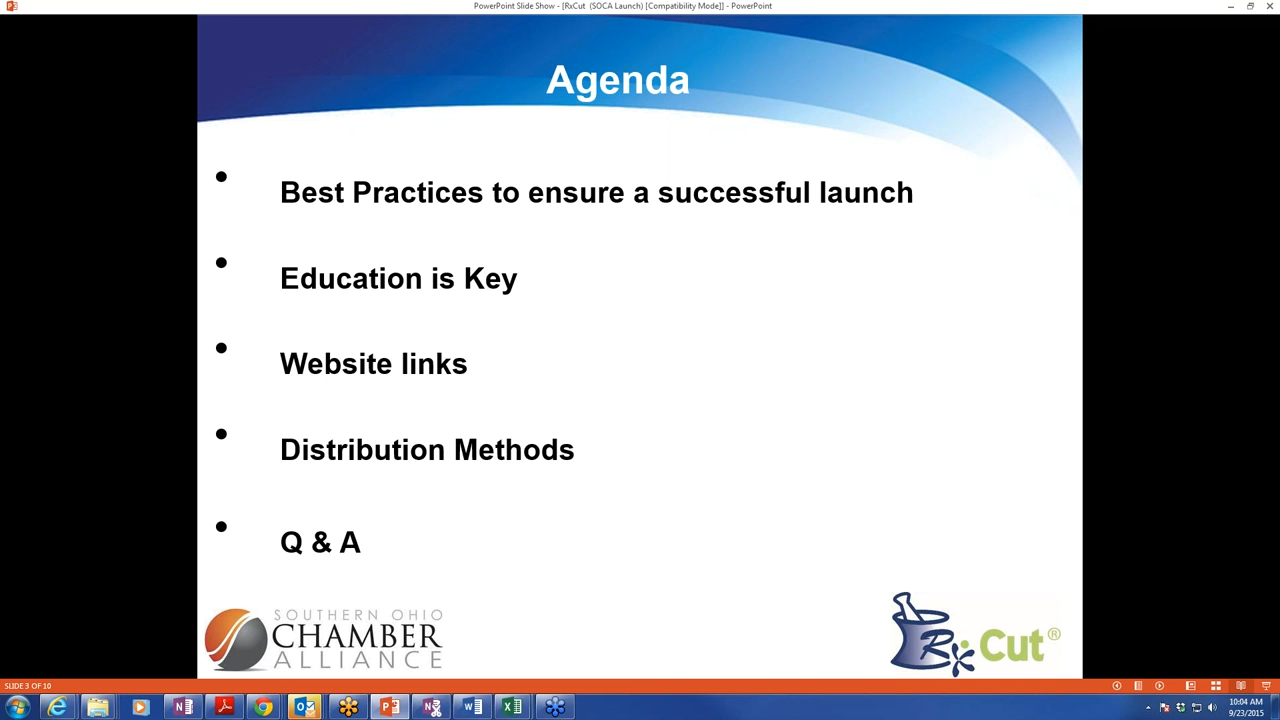 PowerPoint Slide Show - [RxCut (SOCA Launch) [Compatibility Mode]] - PowerPoint
Agenda
• Best Practices to ensure a successful launch
• Education is Key
• Website links
• Distribution Methods
• Q & A
SOUTHERN OHIO
CHAMBER
ALLIANCE
Rx Cut®
SLIDE 3 OF 10
10:04 AM
9/23/2015